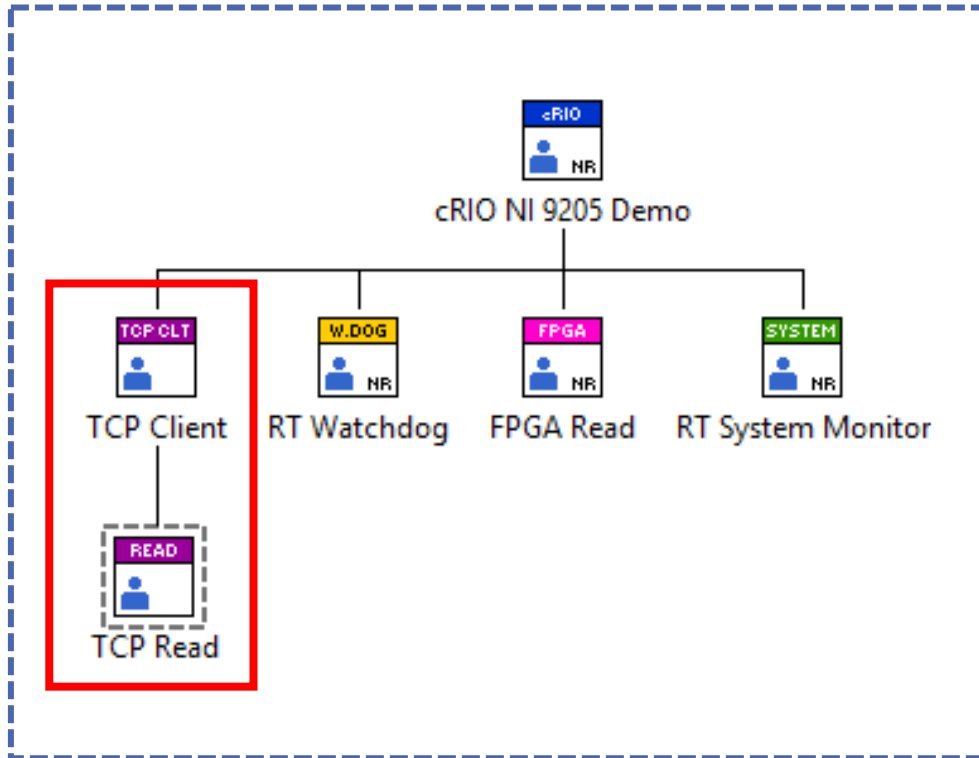 cRIO
NR
cRIO NI 9205 Demo
TCP CLT
W.DOG
FPGA
SYSTEM
NR
NR
NR
TCP Client
RT Watchdog
FPGA Read
RT System Monitor
READ
TCP Read